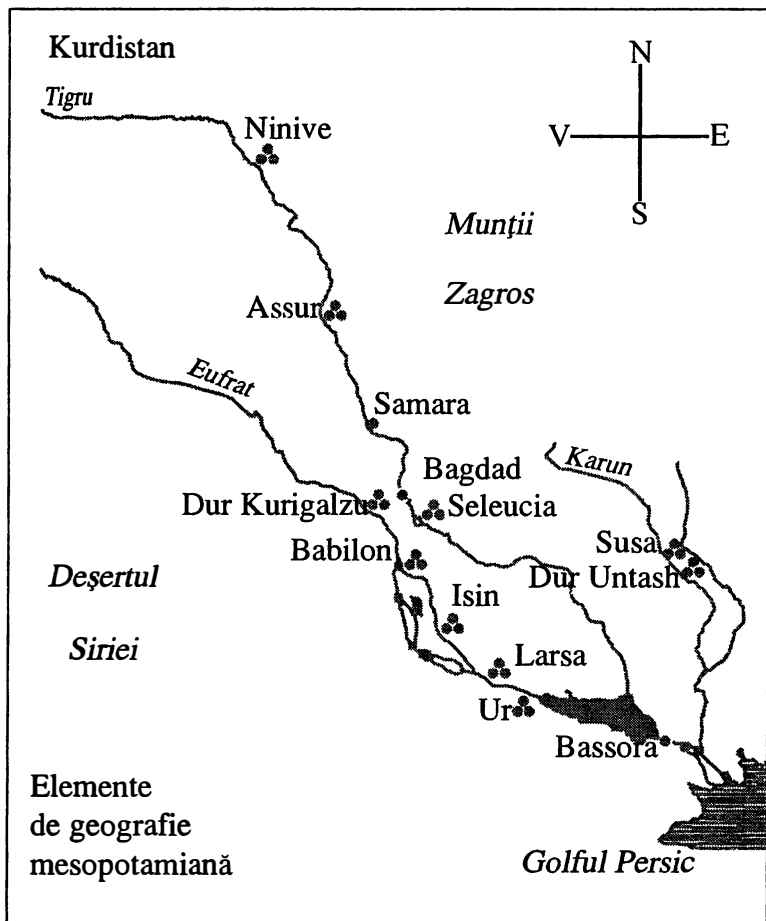 Kurdistan
Tigru
Ninive
N
V
E
S
Munţii
Zagros
Assur
Eufrat
Samara
Karun
Bagdad
Dur Kurigalzu
Seleucia
Babilon
Susa
Dur Untash
Deşertul
Siriei
Isin
Larsa
Ur
Bassora
Elemente
de geografie
mesopotamiană
Golful Persic